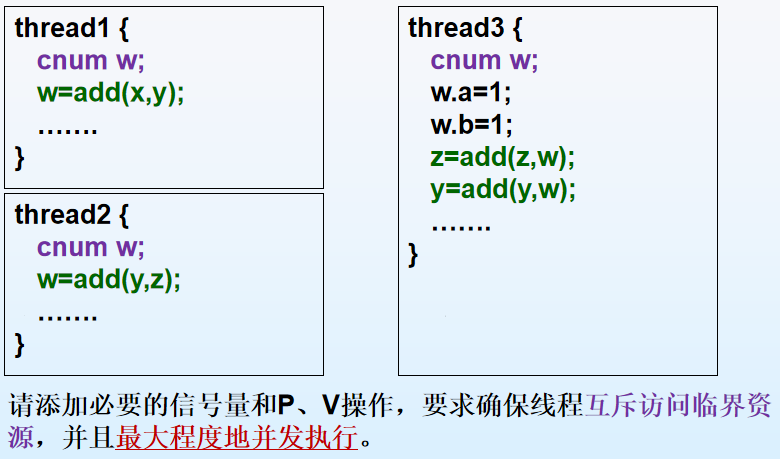 thread1 {
cnum w;
w=add(x,y);
…….
}
thread2 {
cnum w;
w=add(y,z);
…….
}
thread3 {
cnum w;
w.a=1;
w.b=1;
z=add(z,w);
y=add(y,w);
…….
}
请添加必要的信号量和P、V操作，要求确保线程互斥访问临界资
源，并且最大程度地并发执行。